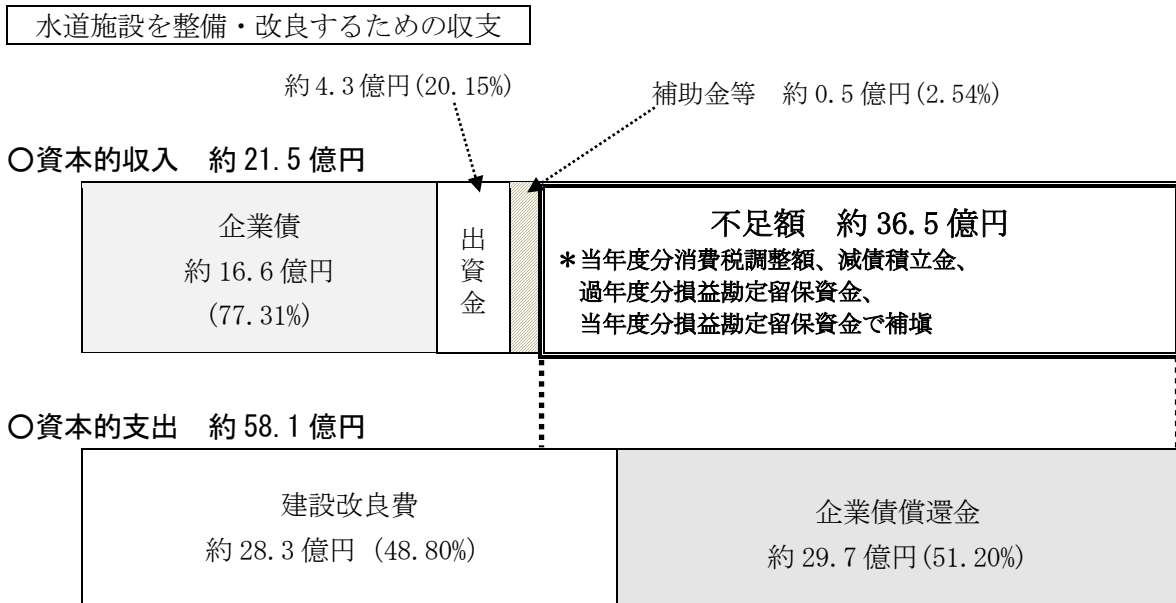 水道施設を整備・改良するための収支
約4.3億円(20.15%)
補助金等　約0.5億円(2.54%)
○資本的収入　約21.5億円
企業債
約16.6億円
(77.31%)
出資金
不足額　約36.5億円
＊当年度分消費税調整額、減債積立金、
過年度分損益勘定留保資金、
当年度分損益勘定留保資金で補塡
○資本的支出　約58.1億円
建設改良費
約28.3億円 (48.80%)
企業債償還金
約29.7億円(51.20%)